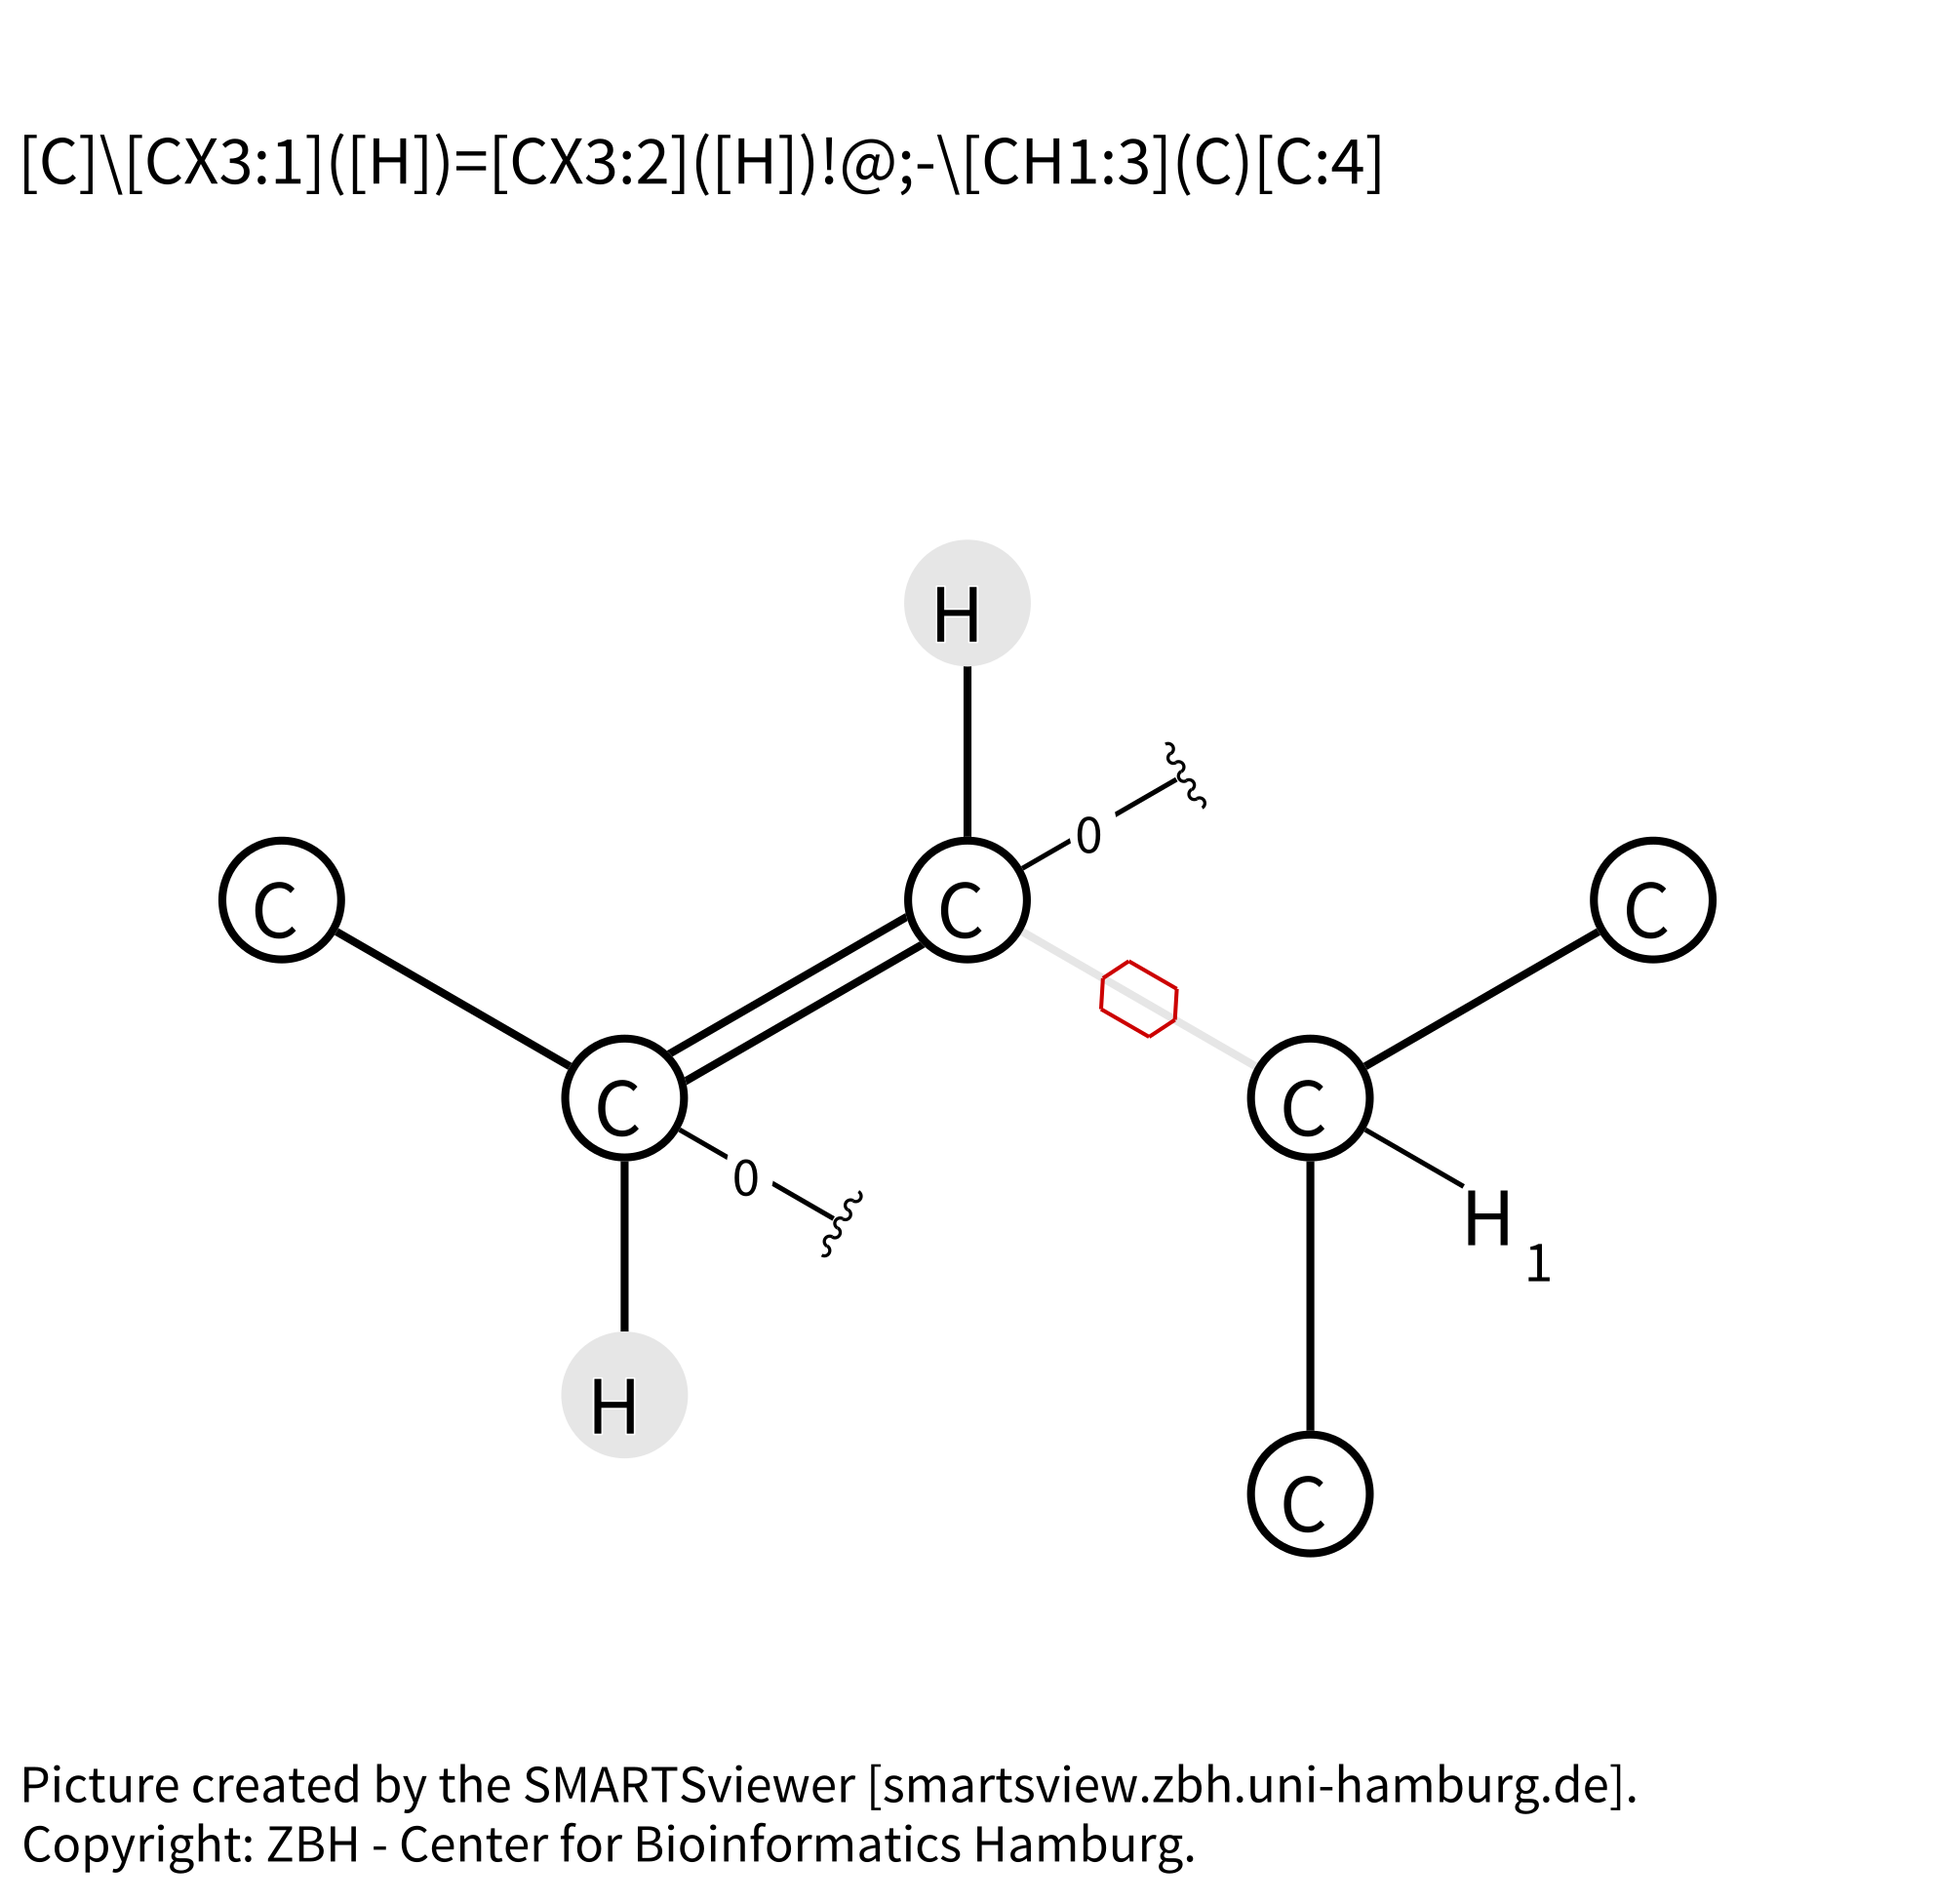 [C]\[CX3:1]([H])=[CX3:2]([H])!@;-\[CH1:3](C)[C:4]
H
0
C
C
C
C
0
C
H
1
H
C
Picture created by the SMARTSviewer [smartsview.zbh.uni-hamburg.de].
Copyright: ZBH - Center for Bioinformatics Hamburg.